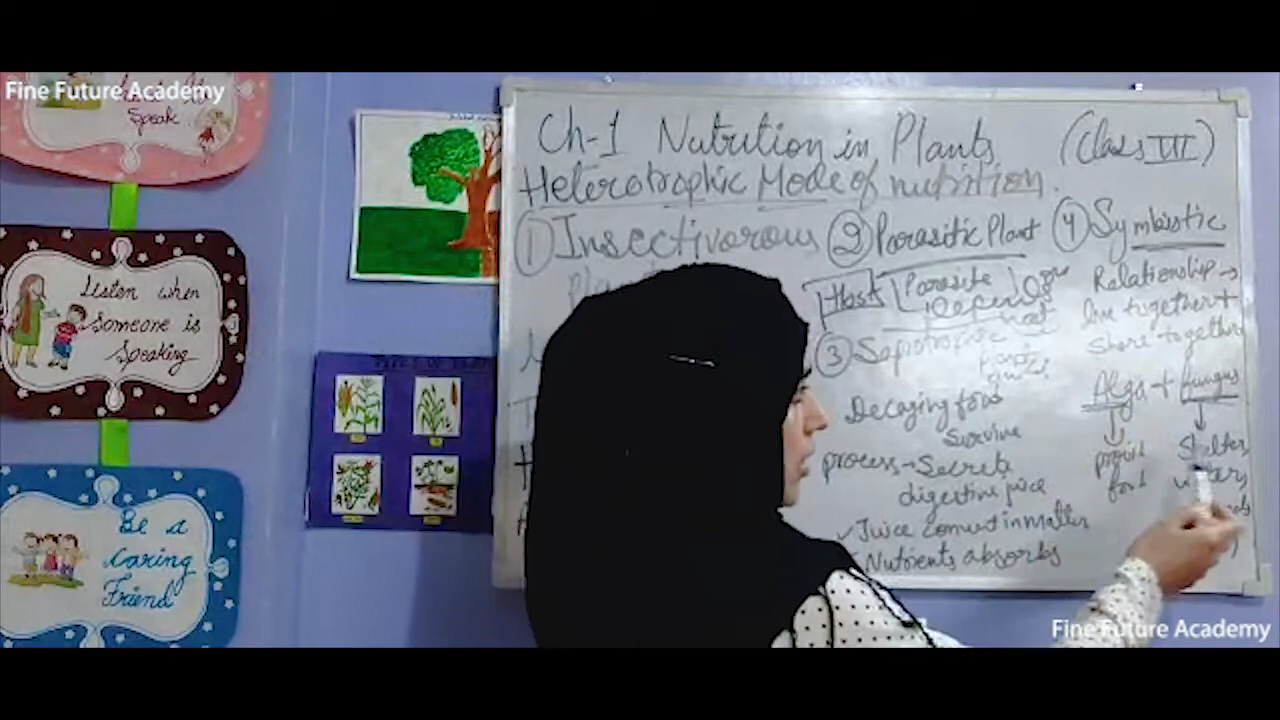 Fine Future Academy
Speak
Listen when
Someone is
Speaking
Be a
Caring
Friend
Ch-1 Nutrition in Plants (Class VII)
Heterotrophic Mode of nutrition.
① Insectivorous
② Parasitic Plant
Host Parasite
Depends
③ Saprotrophic
Decaying food
Survive
process → Secrete
digestive juice
✓ Juice convert in matter
Nutrients absorbs
④ Symbiotic
Relationship →
live together +
share together
Alga + fungus
↓ ↓
provid
food
Shelter,
water,
Fine Future Academy